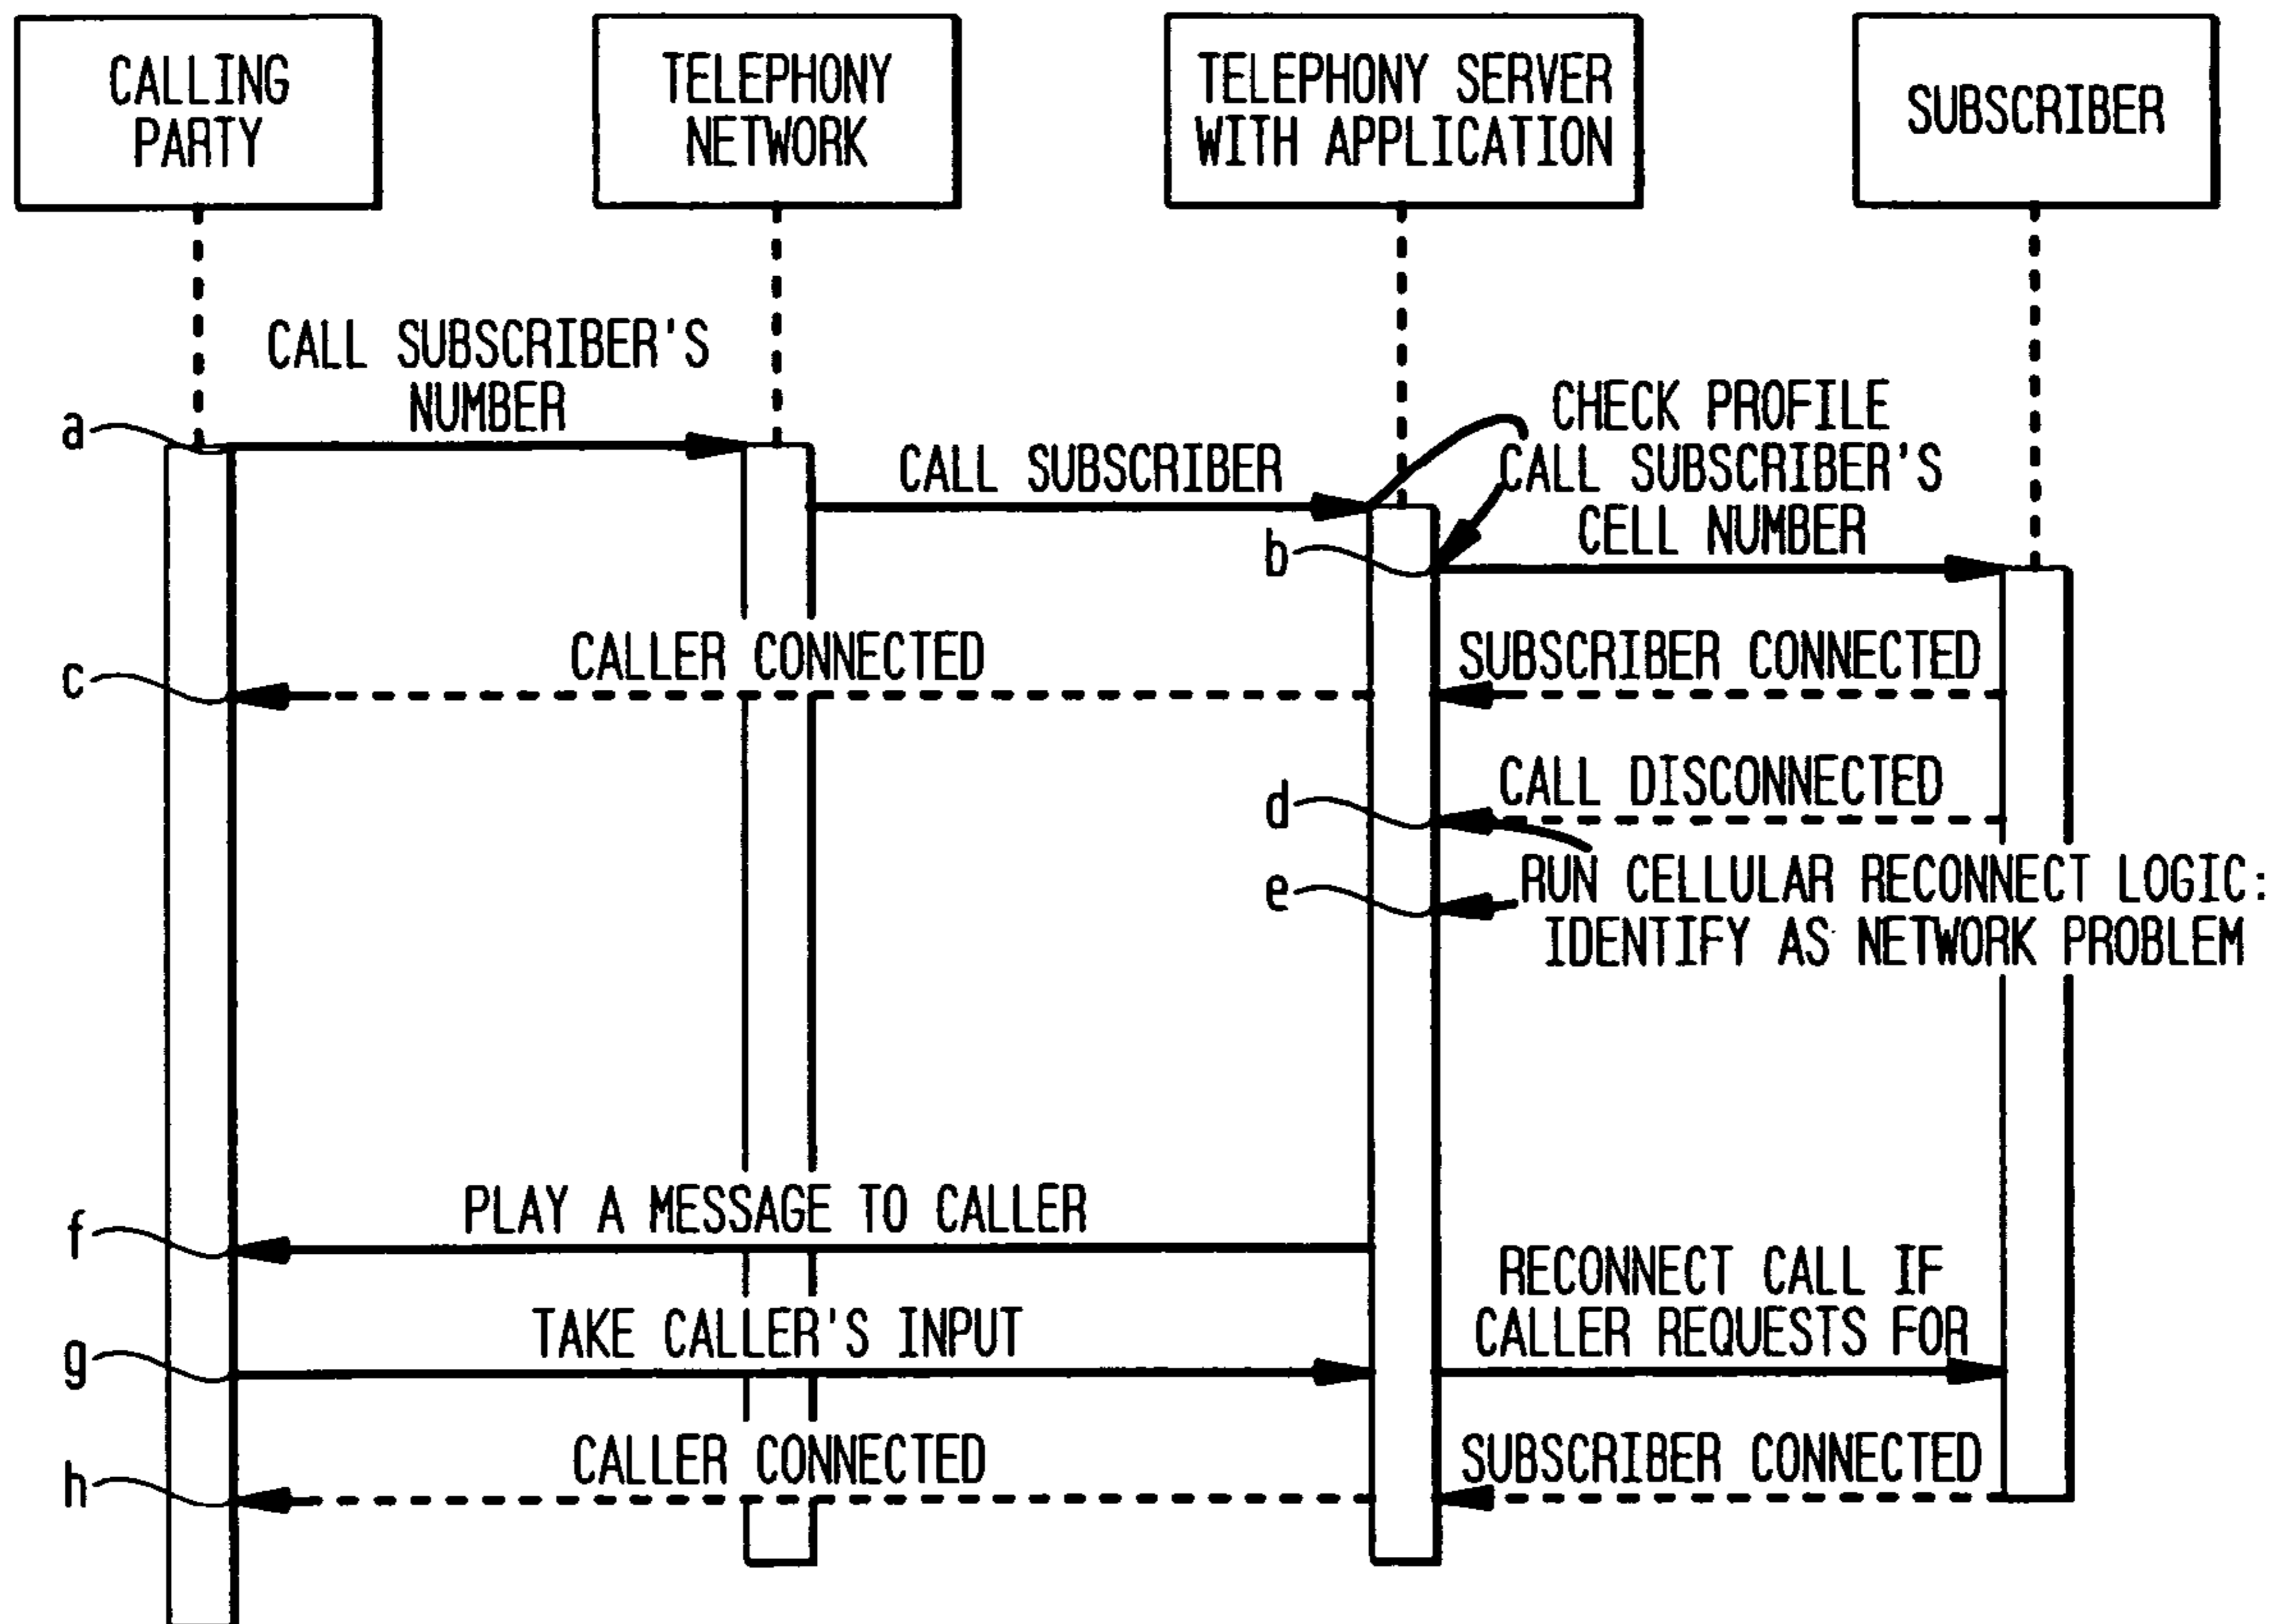 CALLING
PARTY
TELEPHONY
NETWORK
TELEPHONY SERVER
WITH APPLICATION
SUBSCRIBER
CALL SUBSCRIBER'S
NUMBER
a
CALL SUBSCRIBER
CHECK PROFILE
CALL SUBSCRIBER'S
CELL NUMBER
b
CALLER CONNECTED
SUBSCRIBER CONNECTED
c
CALL DISCONNECTED
d
RUN CELLULAR RECONNECT LOGIC:
IDENTIFY AS NETWORK PROBLEM
e
PLAY A MESSAGE TO CALLER
f
RECONNECT CALL IF
CALLER REQUESTS FOR
TAKE CALLER'S INPUT
g
CALLER CONNECTED
SUBSCRIBER CONNECTED
h